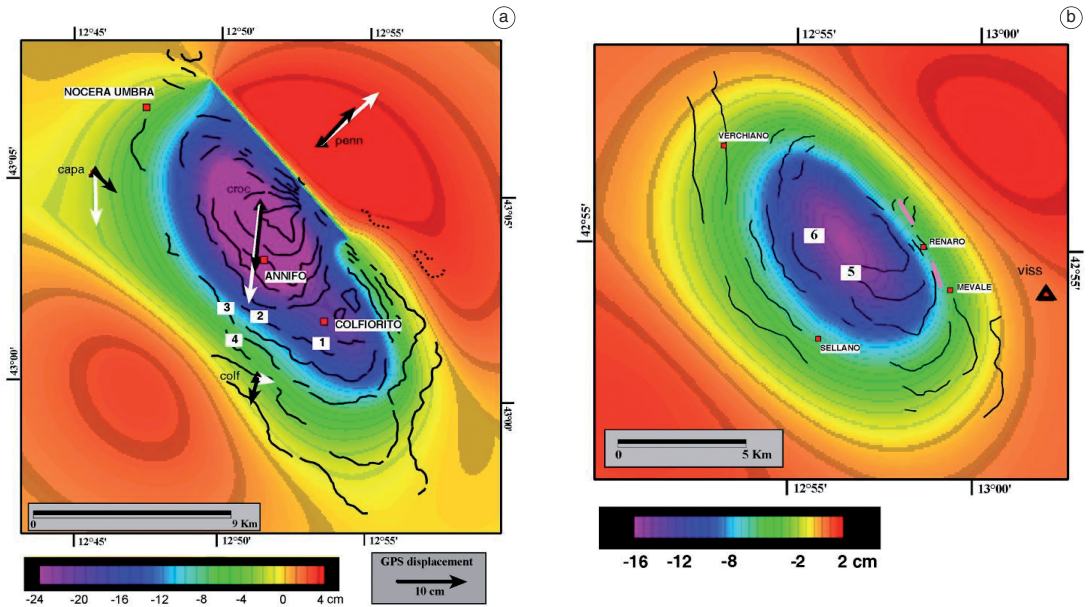 a
12°45'
12°50'
12°55'
NOCERA UMBRA
penn
43°05'
capa
croc
43°05'
ANNIFO
3
2
COLFIORITO
4
1
43°00'
colf
43°00'
0
9 Km
12°45'
12°50'
12°55'
-24
-20
-16
-12
-8
-4
0
4 cm
GPS displacement
10 cm
b
12°55'
13°00'
VERCHIANO
42°55'
6
RENARO
5
viss
42°55'
MEVALE
SELLANO
0
5 Km
12°55'
13°00'
-16
-12
-8
-2
2 cm